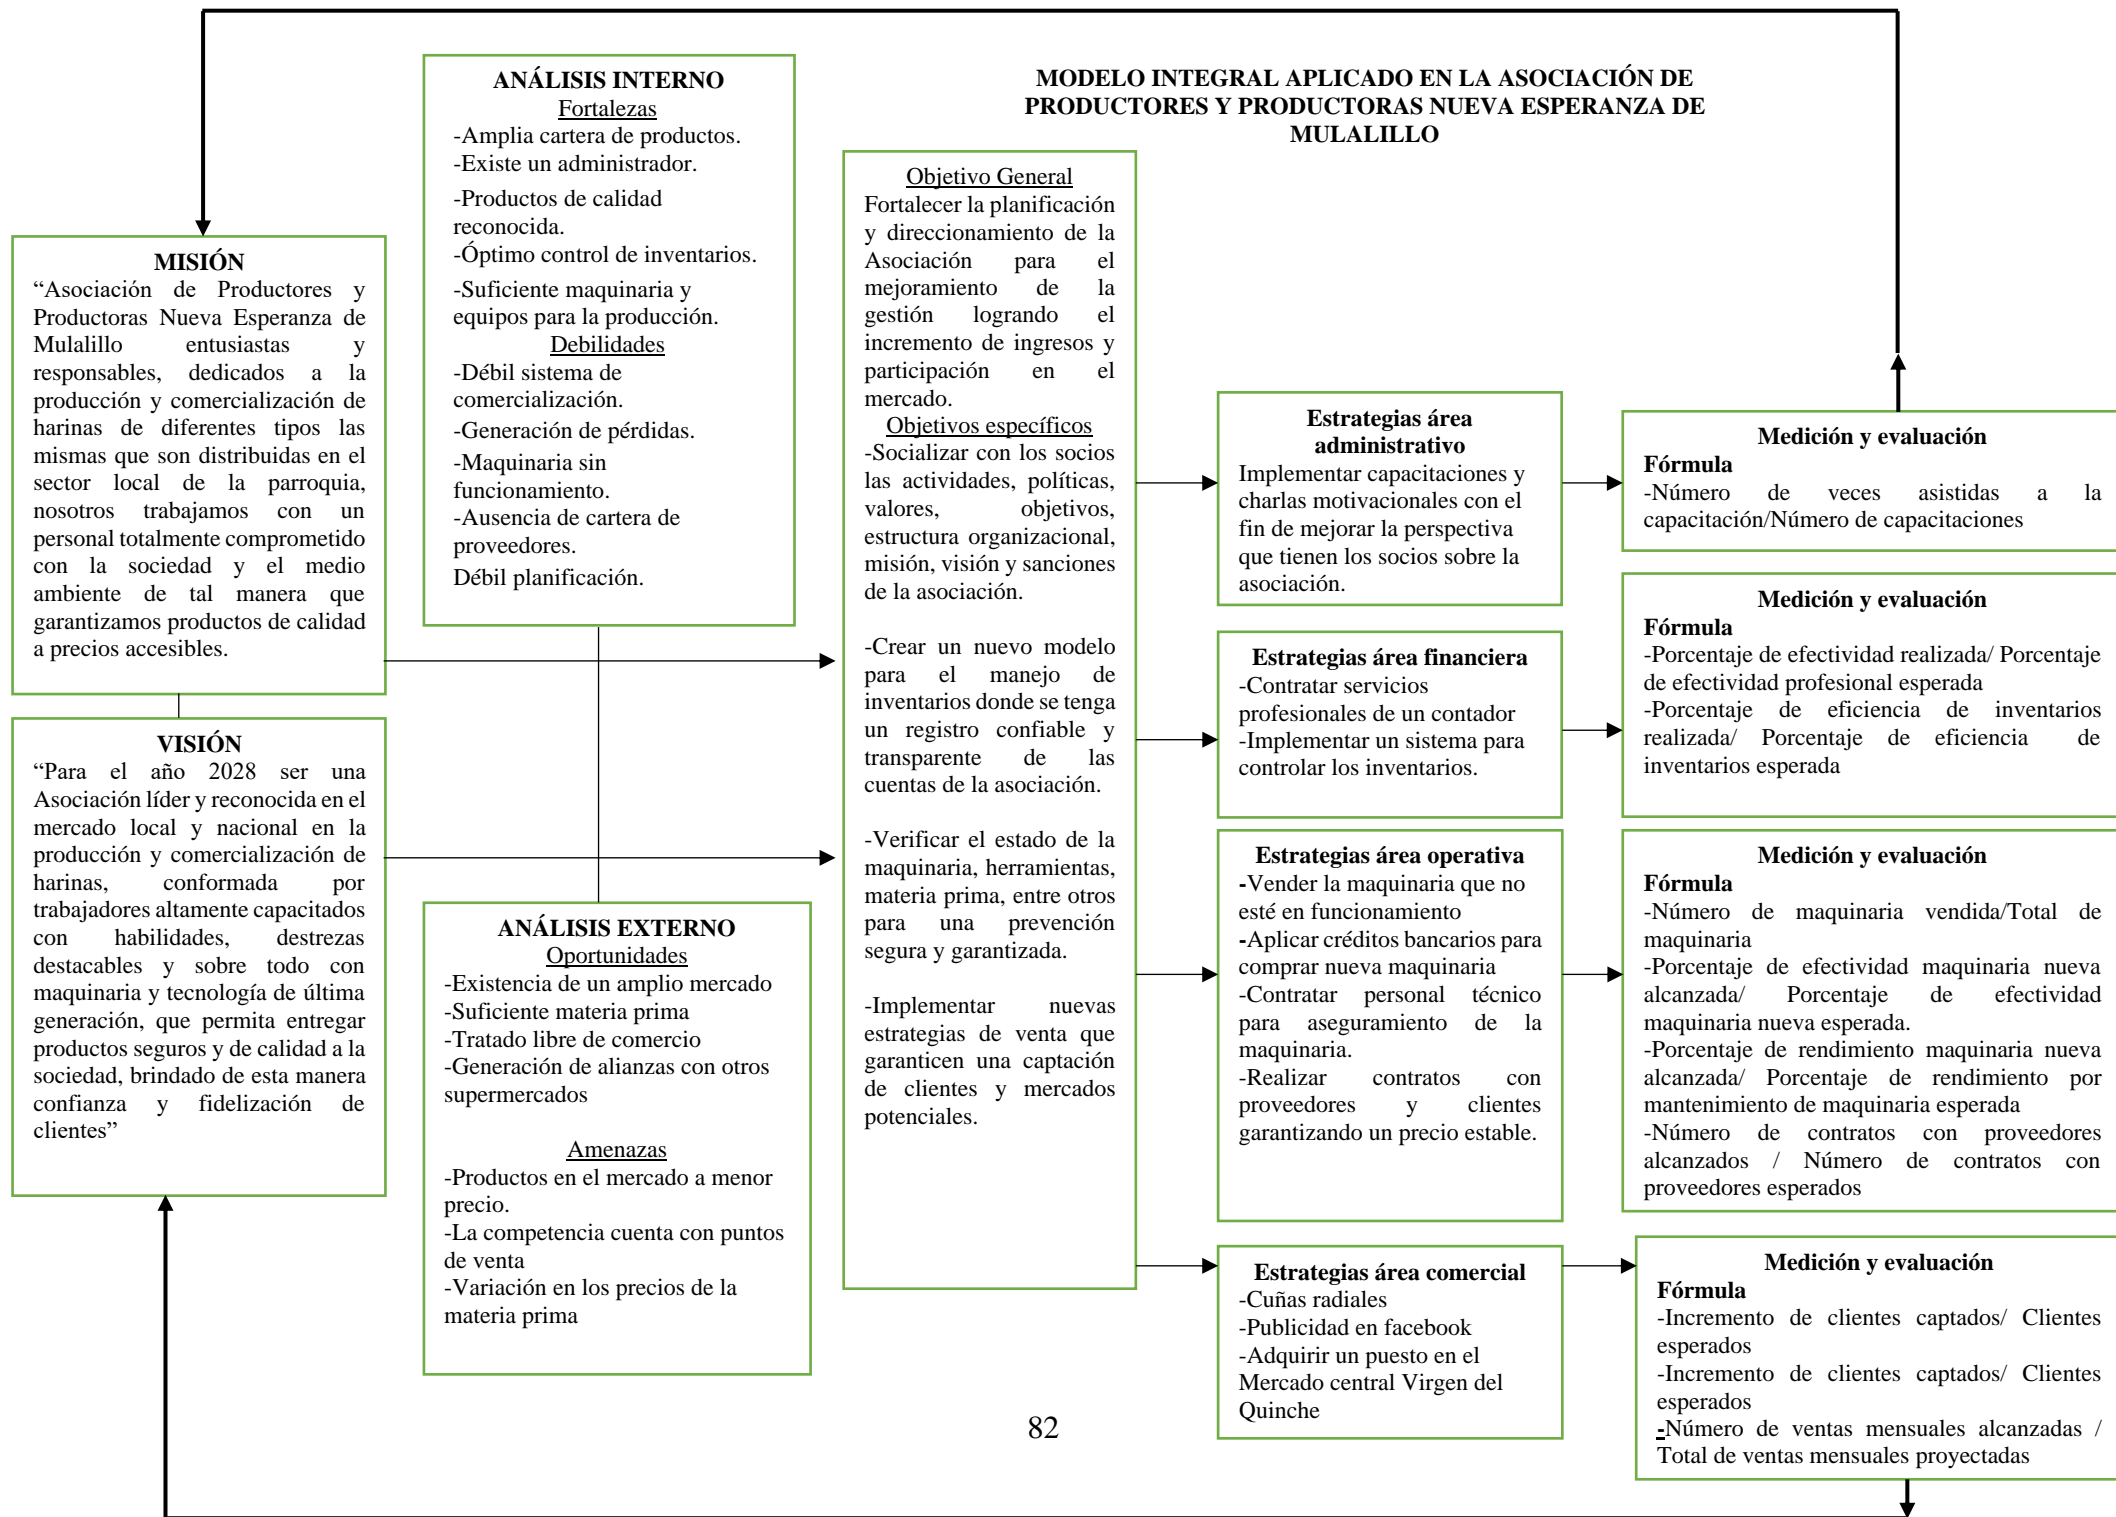 MODELO INTEGRAL APLICADO EN LA ASOCIACIÓN DE
PRODUCTORES Y PRODUCTORAS NUEVA ESPERANZA DE
MULALILLO
MISIÓN
“Asociación de Productores y
Productoras Nueva Esperanza de
Mulalillo entusiastas y
responsables, dedicados a la
producción y comercialización de
harinas de diferentes tipos las
mismas que son distribuidas en el
sector local de la parroquia,
nosotros trabajamos con un
personal totalmente comprometido
con la sociedad y el medio
ambiente de tal manera que
garantizamos productos de calidad
a precios accesibles.
VISIÓN
“Para el año 2028 ser una
Asociación líder y reconocida en el
mercado local y nacional en la
producción y comercialización de
harinas, conformada por
trabajadores altamente capacitados
con habilidades, destrezas
destacables y sobre todo con
maquinaria y tecnología de última
generación, que permita entregar
productos seguros y de calidad a la
sociedad, brindado de esta manera
confianza y fidelización de
clientes”
ANÁLISIS INTERNO
Fortalezas
-Amplia cartera de productos.
-Existe un administrador.
-Productos de calidad
reconocida.
-Óptimo control de inventarios.
-Suficiente maquinaria y
equipos para la producción.
Debilidades
-Débil sistema de
comercialización.
-Generación de pérdidas.
-Maquinaria sin
funcionamiento.
-Ausencia de cartera de
proveedores.
Débil planificación.
ANÁLISIS EXTERNO
Oportunidades
-Existencia de un amplio mercado
-Suficiente materia prima
-Tratado libre de comercio
-Generación de alianzas con otros
supermercados
Amenazas
-Productos en el mercado a menor
precio.
-La competencia cuenta con puntos
de venta
-Variación en los precios de la
materia prima
Objetivo General
Fortalecer la planificación
y direccionamiento de la
Asociación para el
mejoramiento de la
gestión logrando el
incremento de ingresos y
participación en el
mercado.
Objetivos específicos
-Socializar con los socios
las actividades, políticas,
valores, objetivos,
estructura organizacional,
misión, visión y sanciones
de la asociación.
-Crear un nuevo modelo
para el manejo de
inventarios donde se tenga
un registro confiable y
transparente de las
cuentas de la asociación.
-Verificar el estado de la
maquinaria, herramientas,
materia prima, entre otros
para una prevención
segura y garantizada.
-Implementar nuevas
estrategias de venta que
garanticen una captación
de clientes y mercados
potenciales.
Estrategias área
administrativo
Implementar capacitaciones y
charlas motivacionales con el
fin de mejorar la perspectiva
que tienen los socios sobre la
asociación.
Medición y evaluación
Fórmula
-Número de veces asistidas a la
capacitación/Número de capacitaciones
Estrategias área financiera
-Contratar servicios
profesionales de un contador
-Implementar un sistema para
controlar los inventarios.
Medición y evaluación
Fórmula
-Porcentaje de efectividad realizada/ Porcentaje
de efectividad profesional esperada
-Porcentaje de eficiencia de inventarios
realizada/ Porcentaje de eficiencia de
inventarios esperada
Estrategias área operativa
-Vender la maquinaria que no
esté en funcionamiento
-Aplicar créditos bancarios para
comprar nueva maquinaria
-Contratar personal técnico
para aseguramiento de la
maquinaria.
-Realizar contratos con
proveedores y clientes
garantizando un precio estable.
Medición y evaluación
Fórmula
-Número de maquinaria vendida/Total de
maquinaria
-Porcentaje de efectividad maquinaria nueva
alcanzada/ Porcentaje de efectividad
maquinaria nueva esperada.
-Porcentaje de rendimiento maquinaria nueva
alcanzada/ Porcentaje de rendimiento por
mantenimiento de maquinaria esperada
-Número de contratos con proveedores
alcanzados / Número de contratos con
proveedores esperados
Estrategias área comercial
-Cuñas radiales
-Publicidad en facebook
-Adquirir un puesto en el
Mercado central Virgen del
Quinche
Medición y evaluación
Fórmula
-Incremento de clientes captados/ Clientes
esperados
-Incremento de clientes captados/ Clientes
esperados
-Número de ventas mensuales alcanzadas /
Total de ventas mensuales proyectadas
82